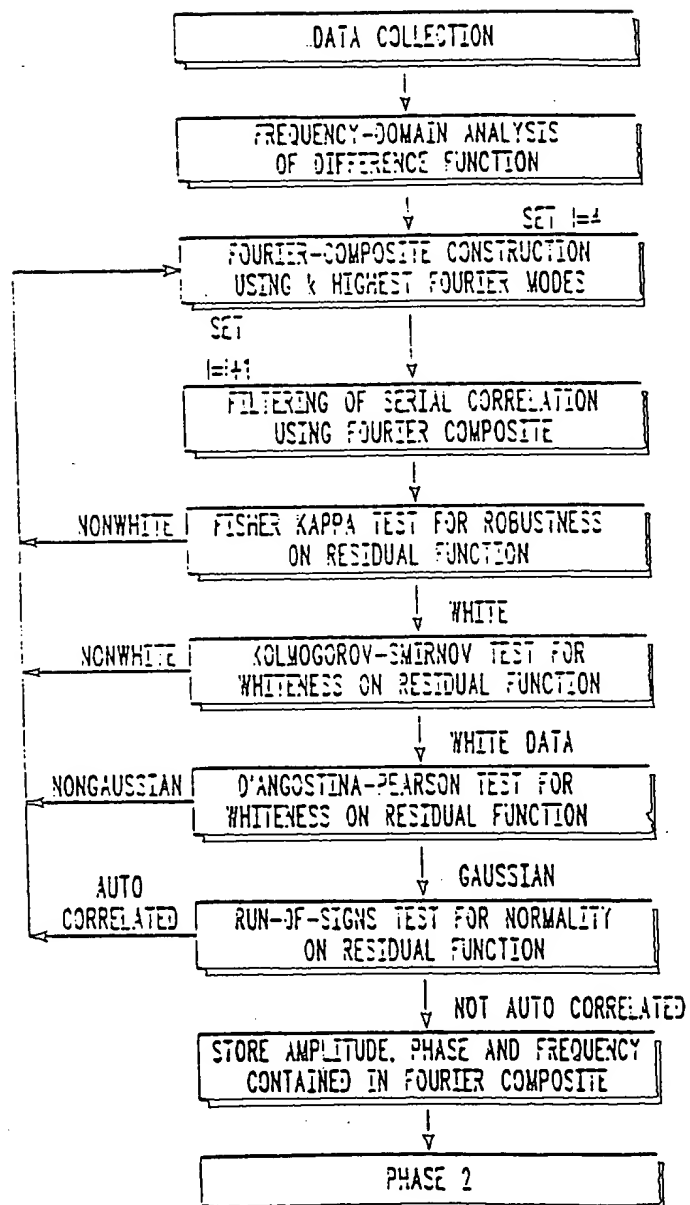 DATA COLLECTION
FREQUENCY-DOMAIN ANALYSIS
OF DIFFERENCE FUNCTION
SET
FOURIER-COMPOSITE CONSTRUCTION
USING HIGHEST FOURIER MODES
SET
FILTERING OF SERIAL CORRELATION
USING FOURIER COMPOSITE
NONWHITE
FISHER KAPPA TEST FOR ROBUSTNESS
ON RESIDUAL FUNCTION
WHITE
NONWHITE
KOLMOGOROV-SMIRNOV TEST FOR
WHITENESS ON RESIDUAL FUNCTION
WHITE DATA
NONGAUSSIAN
D'ANGOSTINA-PEARSON TEST FOR
WHITENESS ON RESIDUAL FUNCTION
GAUSSIAN
AUTO
CORRELATED
RUN-OF-SIGNS TEST FOR NORMALITY
ON RESIDUAL FUNCTION
NOT AUTO CORRELATED
STORE AMPLITUDE, PHASE AND FREQUENCY
CONTAINED IN FOURIER COMPOSITE
PHASE 2